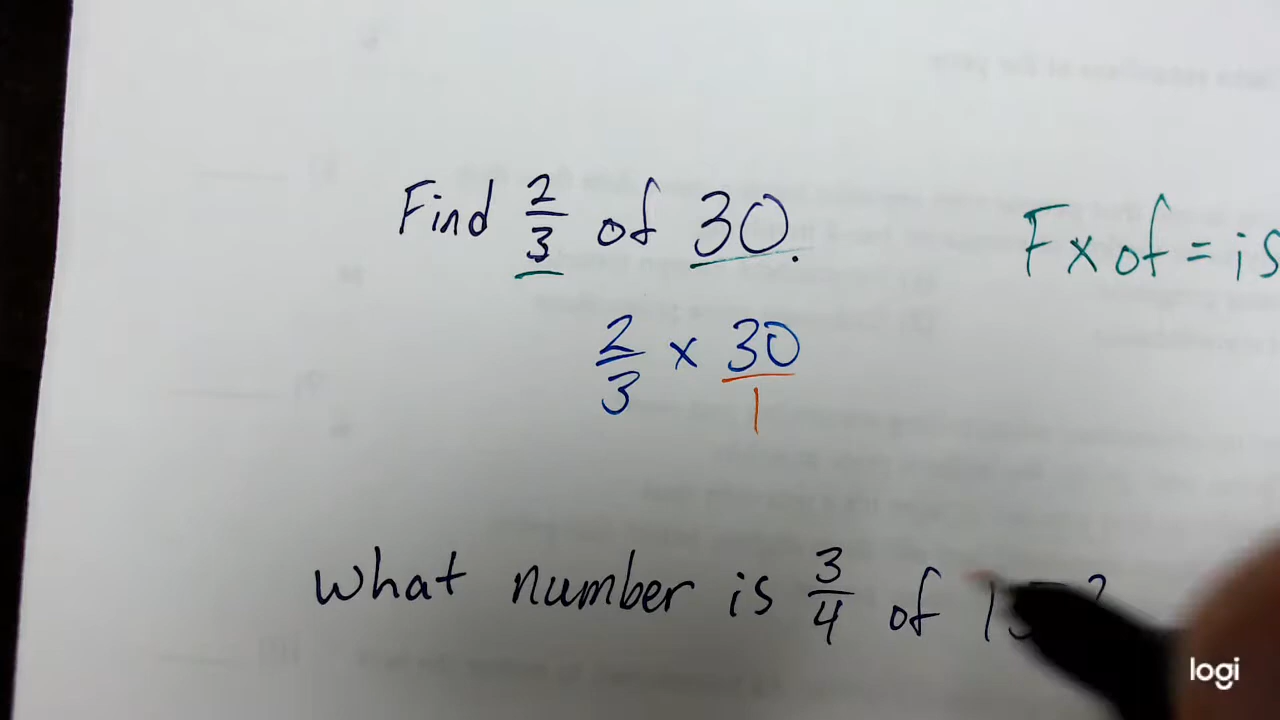 Find 2/3 of 30.
F x of = is
2/3 x 30/1
What number is 3/4 of
logi